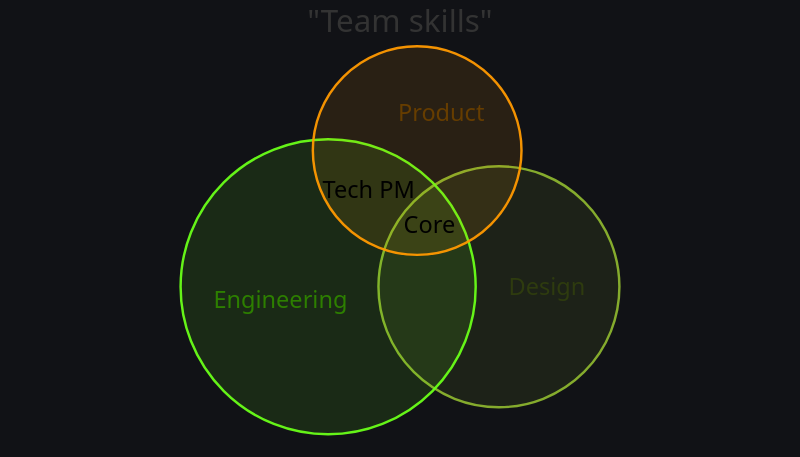 "Team skills"
Product
Tech PM
Core
Design
Engineering